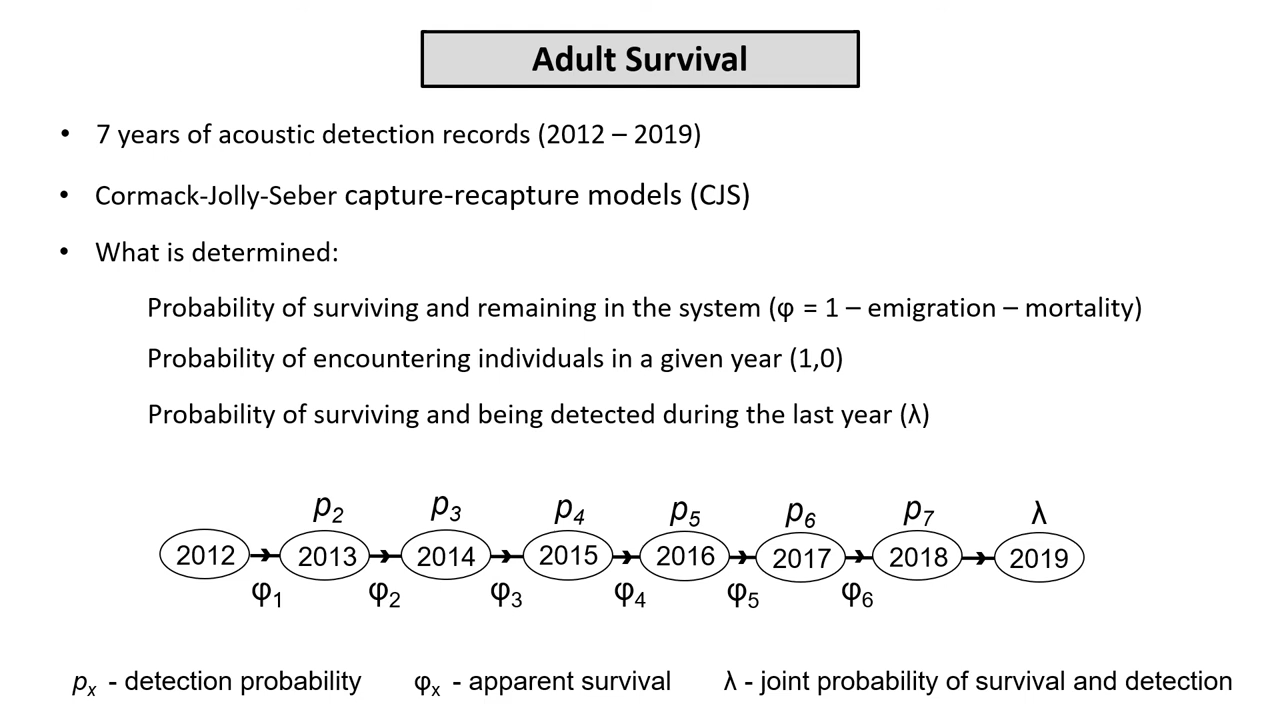 Adult Survival
• 7 years of acoustic detection records (2012 – 2019)
• Cormack-Jolly-Seber capture-recapture models (CJS)
• What is determined:
Probability of surviving and remaining in the system (φ = 1 – emigration – mortality)
Probability of encountering individuals in a given year (1,0)
Probability of surviving and being detected during the last year (λ)
p2 p3 p4 p5 p6 p7 λ
2012 2013 2014 2015 2016 2017 2018 2019
φ1 φ2 φ3 φ4 φ5 φ6
px - detection probability φx - apparent survival λ - joint probability of survival and detection